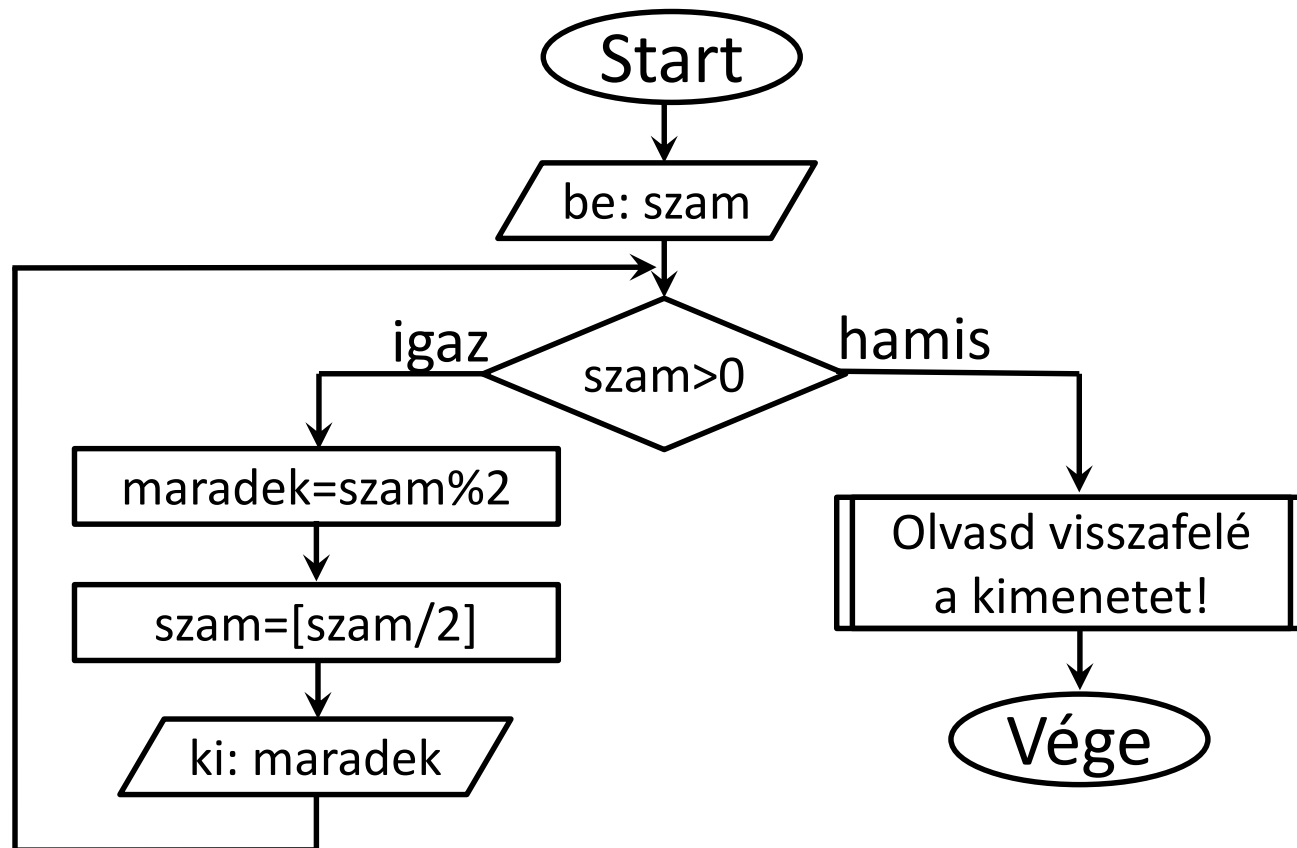 Start
be: szam
igaz
hamis
szam>0
maradek=szam%2
szam=[szam/2]
ki: maradek
Olvasd visszafelé
a kimenetet!
Vége